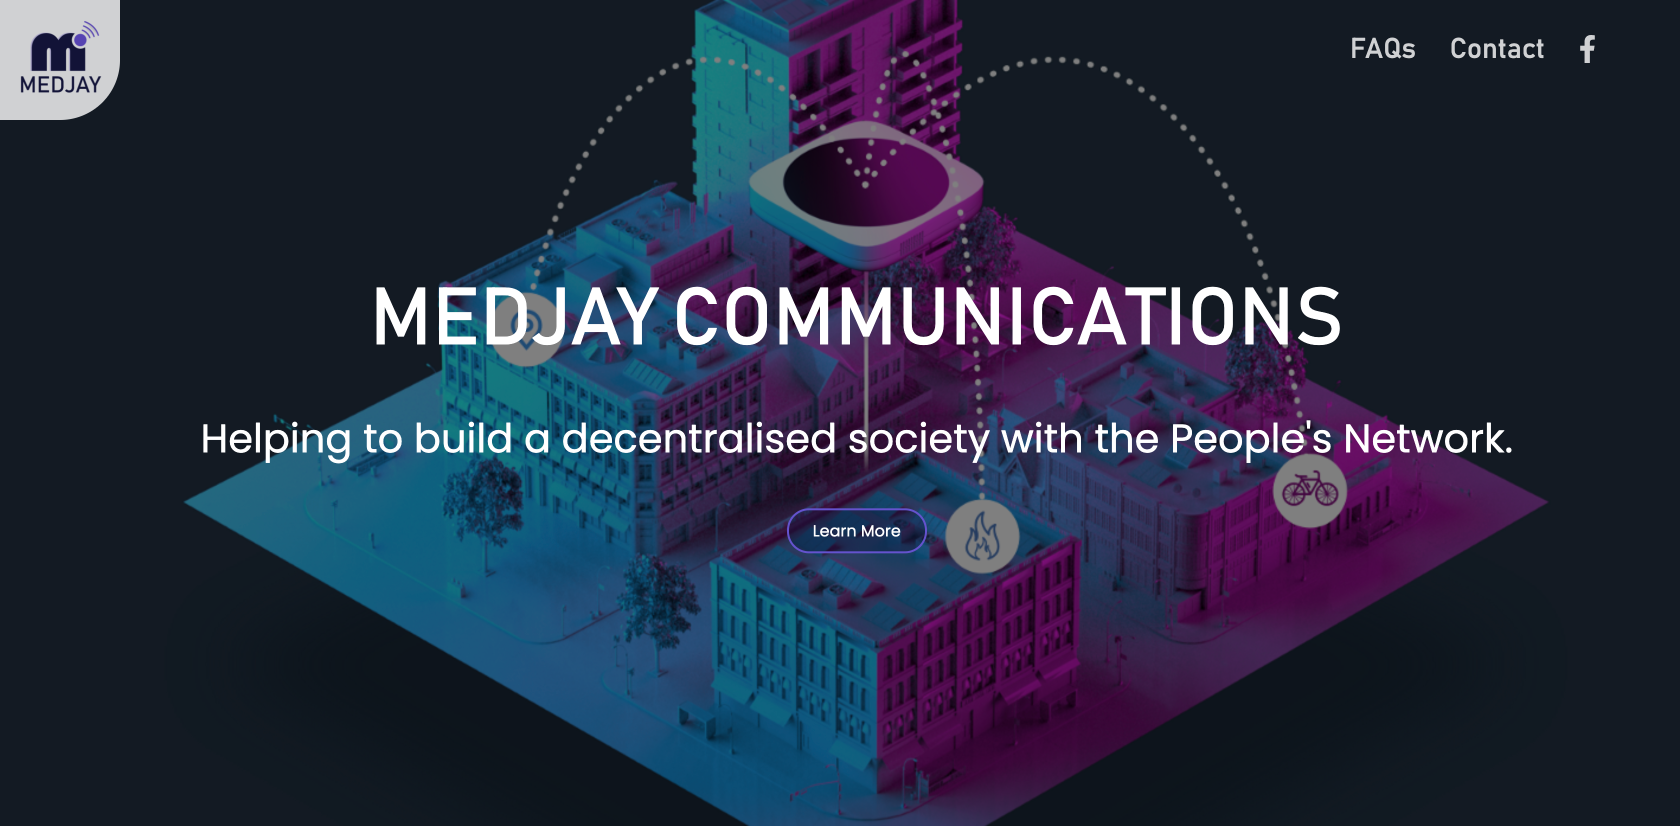 MEDJAY
FAQs Contact
MEDJAY COMMUNICATIONS
Helping to build a decentralised society with the People's Network.
Learn More